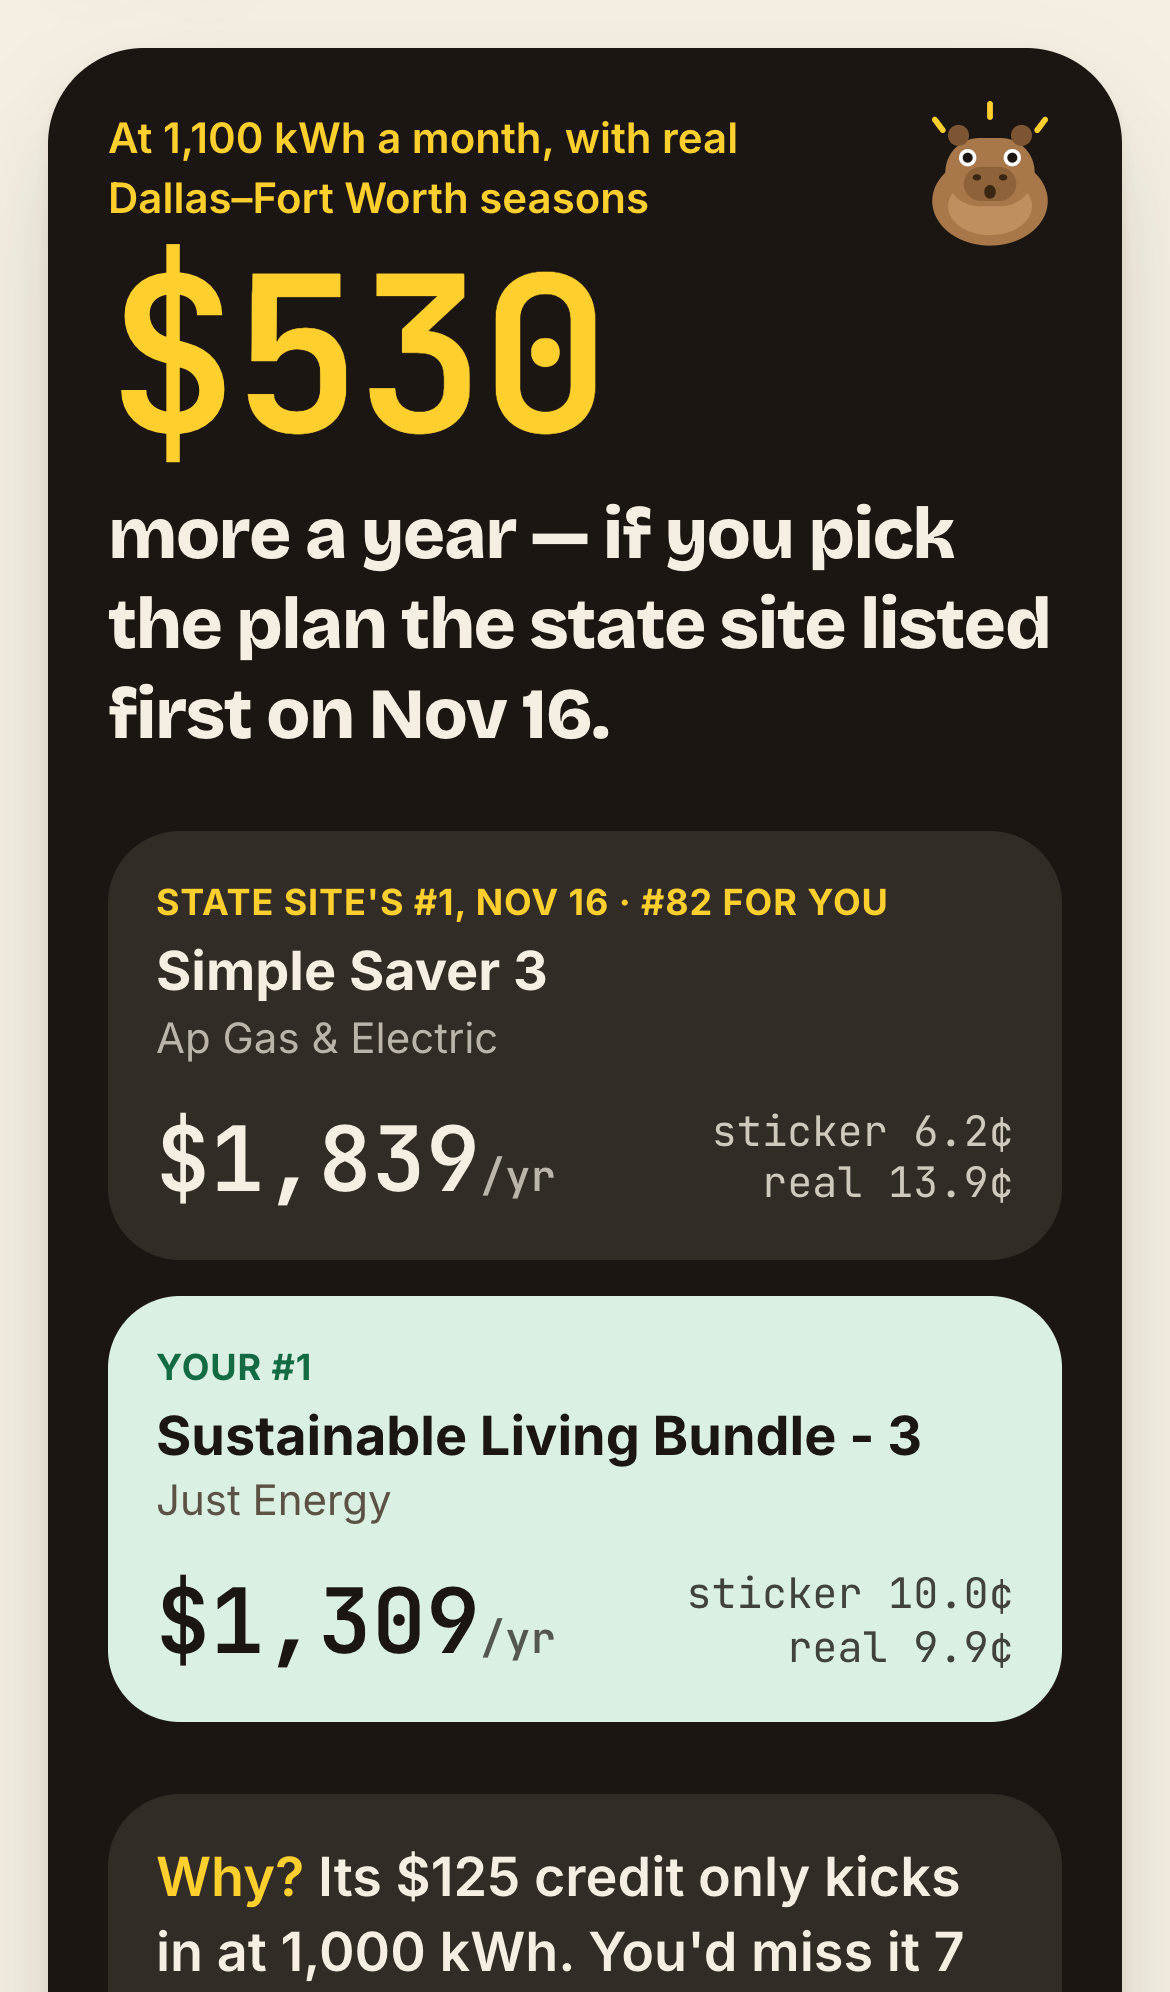 At 1,100 kWh a month, with real
Dallas–Fort Worth seasons
$530
more a year — if you pick
the plan the state site listed
first on Nov 16.
STATE SITE'S #1, NOV 16 · #82 FOR YOU
Simple Saver 3
Ap Gas & Electric
$1,839/yr
sticker 6.2¢
real 13.9¢
YOUR #1
Sustainable Living Bundle - 3
Just Energy
$1,309/yr
sticker 10.0¢
real 9.9¢
Why? Its $125 credit only kicks
in at 1,000 kWh. You'd miss it 7